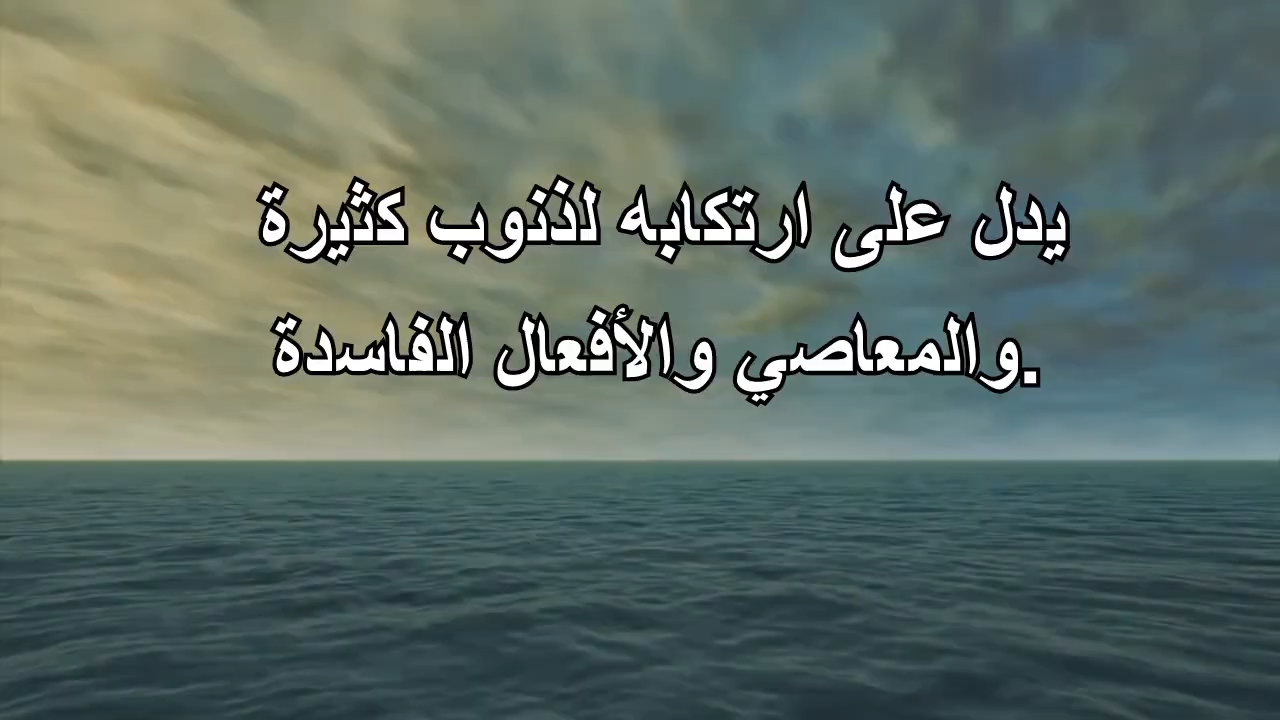 يدل على ارتكابه لذنوب كثيرة
والمعاصي والأفعال الفاسدة.